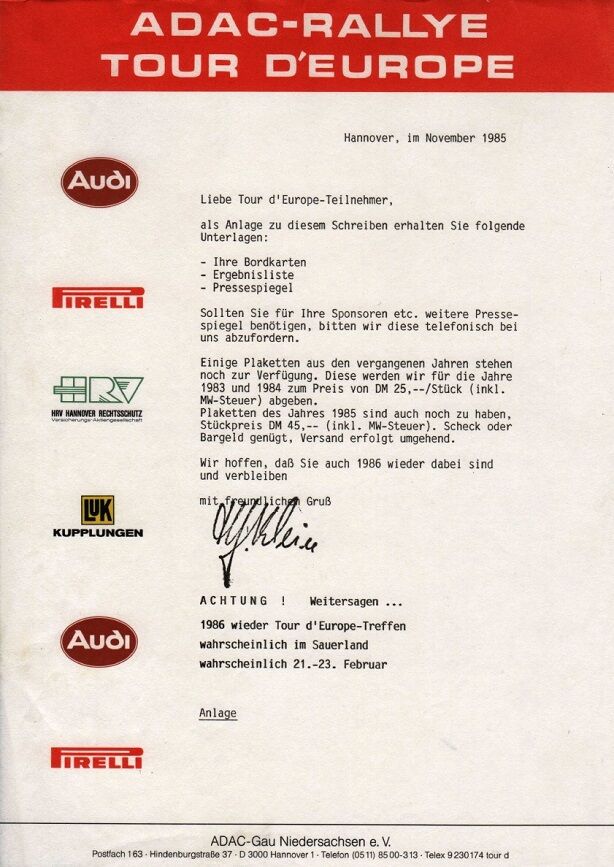 ADAC-RALLYE
TOUR D'EUROPE
Hannover, im November 1985
Audi
Liebe Tour d'Europe-Teilnehmer,
als Anlage zu diesem Schreiben erhalten Sie folgende
Unterlagen:
- Ihre Bordkarten
- Ergebnisliste
- Pressespiegel
PIRELLI
Sollten Sie für Ihre Sponsoren etc. weitere Presse-
spiegel benötigen, bitten wir diese telefonisch bei
uns abzufordern.
Einige Plaketten aus den vergangenen Jahren stehen
noch zur Verfügung. Diese werden wir für die Jahre
1983 und 1984 zum Preis von DM 25,--/Stück (inkl.
MW-Steuer) abgeben.
Plaketten des Jahres 1985 sind auch noch zu haben,
Stückpreis DM 45,-- (inkl. MW-Steuer). Scheck oder
Bargeld genügt, Versand erfolgt umgehend.
HRV
HRV HANNOVER RECHTSSCHUTZ
Versicherungs-Aktiengesellschaft
Wir hoffen, daß Sie auch 1986 wieder dabei sind
und verbleiben
mit freundlichen Gruß
LUK
KUPPLUNGEN
ACHTUNG ! Weitersagen ...
1986 wieder Tour d'Europe-Treffen
wahrscheinlich im Sauerland
wahrscheinlich 21.-23. Februar
Audi
Anlage
PIRELLI
ADAC-Gau Niedersachsen e. V.
Postfach 163 · Hindenburgstraße 37 · D 3000 Hannover 1 · Telefon (05 11) 85 00-313 · Telex 9 230 174 tour d